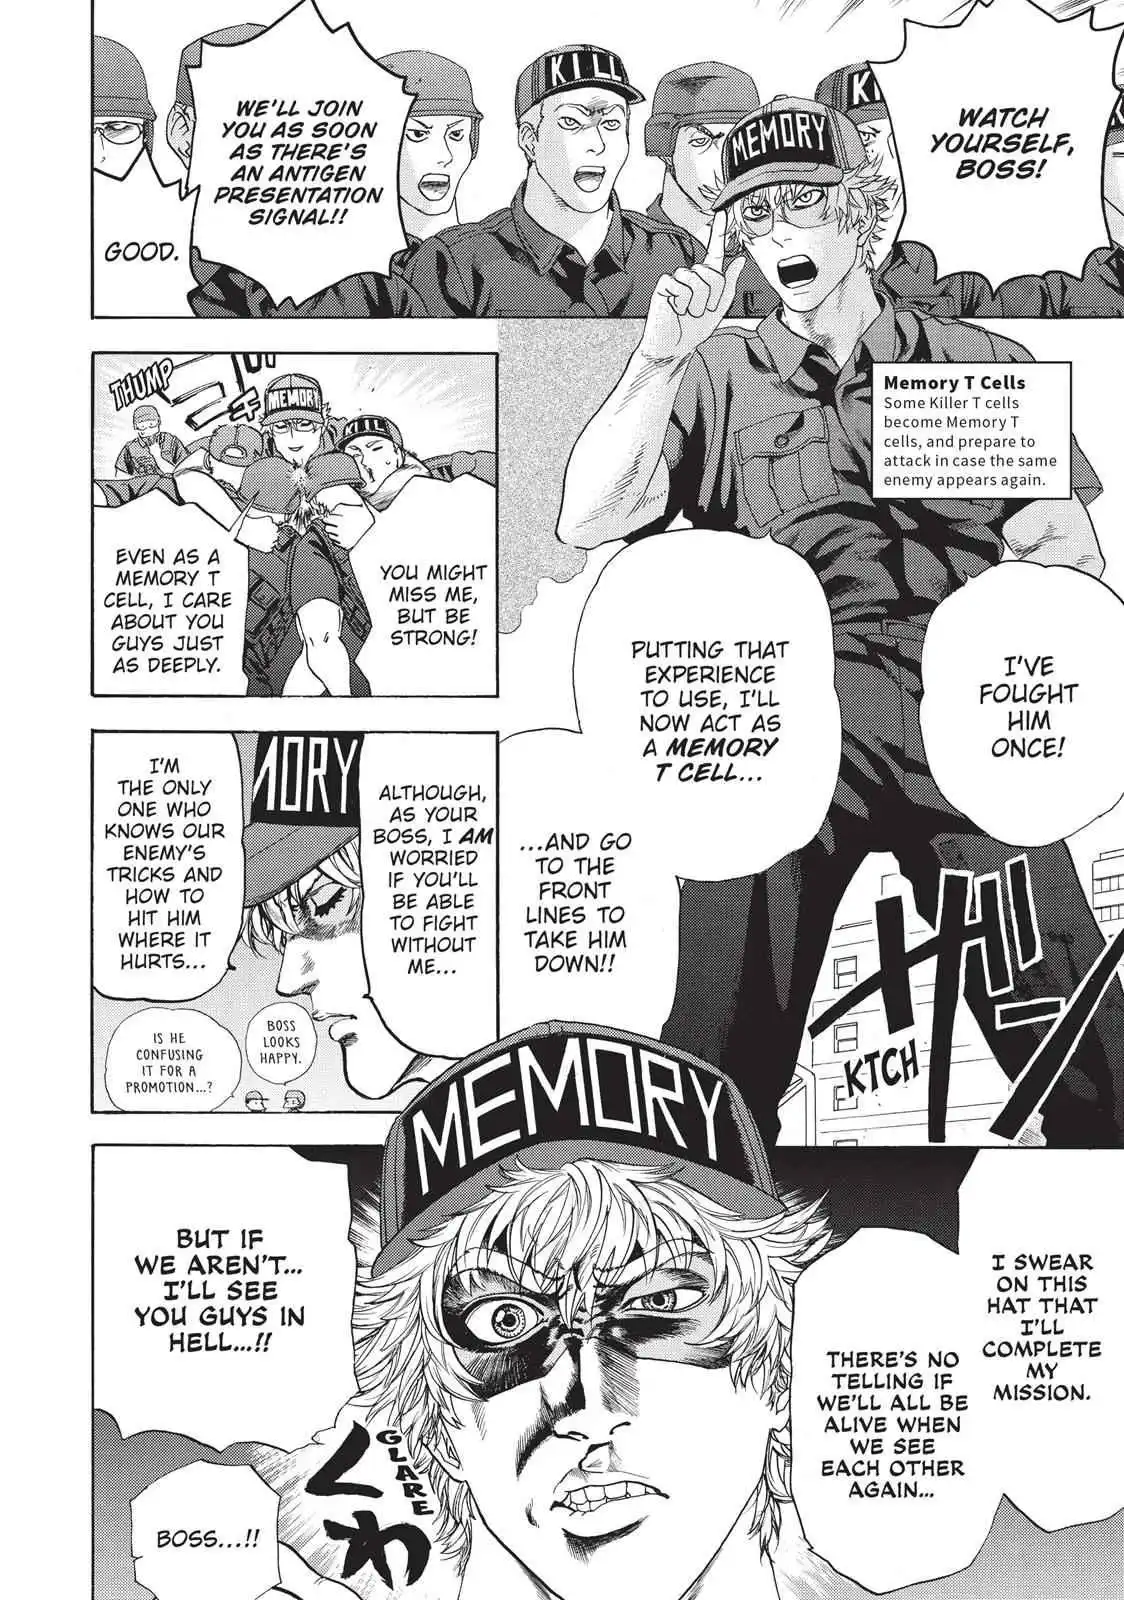 WATCH
YOURSELF,
BOSS!
WE'LL JOIN
YOU AS SOON
AS THERE'S
AN ANTIGEN
PRESENTATION
SIGNAL!!
GOOD.
KILL
KI
MEMORY
Memory T Cells
Some Killer T cells
become Memory T
cells, and prepare to
attack in case the same
enemy appears again.
I'VE
FOUGHT
HIM
ONCE!
PUTTING THAT
EXPERIENCE
TO USE, I'LL
NOW ACT AS
A MEMORY
T CELL...
...AND GO
TO THE
FRONT
LINES TO
TAKE HIM
DOWN!!
KTCH
THUMP
MEMORY
KILL
YOU MIGHT
MISS ME,
BUT BE
STRONG!
EVEN AS A
MEMORY T
CELL, I CARE
ABOUT YOU
GUYS JUST
AS DEEPLY.
MORY
ALTHOUGH,
AS YOUR
BOSS, I AM
WORRIED
IF YOU'LL
BE ABLE
TO FIGHT
WITHOUT
ME...
I'M
THE ONLY
ONE WHO
KNOWS OUR
ENEMY'S
TRICKS AND
HOW TO
HIT HIM
WHERE IT
HURTS...
BOSS
LOOKS
HAPPY.
IS HE
CONFUSING
IT FOR A
PROMOTION...?
MEMORY
I SWEAR
ON THIS
HAT THAT
I'LL
COMPLETE
MY
MISSION.
THERE'S NO
TELLING IF
WE'LL ALL BE
ALIVE WHEN
WE SEE
EACH OTHER
AGAIN...
BUT IF
WE AREN'T...
I'LL SEE
YOU GUYS IN
HELL...!!
GLARE
くわ
BOSS...!!